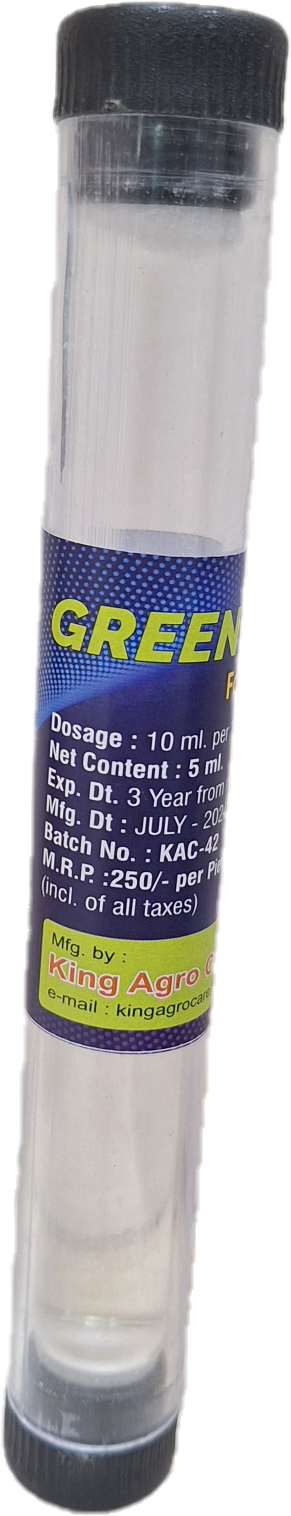 GREEN
Dosage : 10 ml. per
Net Content : 5 ml.
Exp. Dt. 3 Year from
Mfg. Dt : JULY - 202
Batch No. : KAC-42
M.R.P. :250/- per Pie
(incl. of all taxes)
Mfg. by :
King Agro C
e-mail : kingagrocare